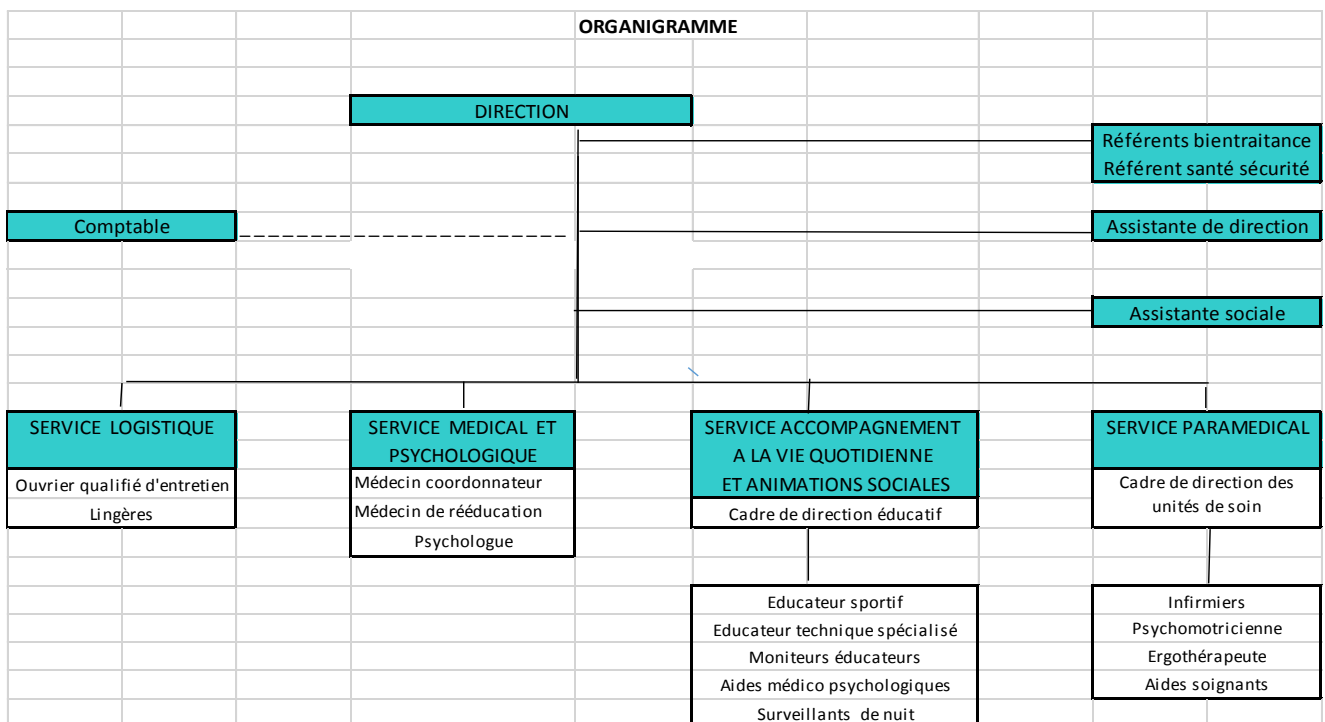 ORGANIGRAMME
DIRECTION
Référents bientraitance
Référent santé sécurité
Comptable
Assistante de direction
Assistante sociale
SERVICE LOGISTIQUE
Ouvrier qualifié d'entretien
Lingères
SERVICE MEDICAL ET
PSYCHOLOGIQUE
Médecin coordonnateur
Médecin de rééducation
Psychologue
SERVICE ACCOMPAGNEMENT
A LA VIE QUOTIDIENNE
ET ANIMATIONS SOCIALES
Cadre de direction éducatif
Educateur sportif
Educateur technique spécialisé
Moniteurs éducateurs
Aides médico psychologiques
Surveillants de nuit
SERVICE PARAMEDICAL
Cadre de direction des
unités de soin
Infirmiers
Psychomotricienne
Ergothérapeute
Aides soignants